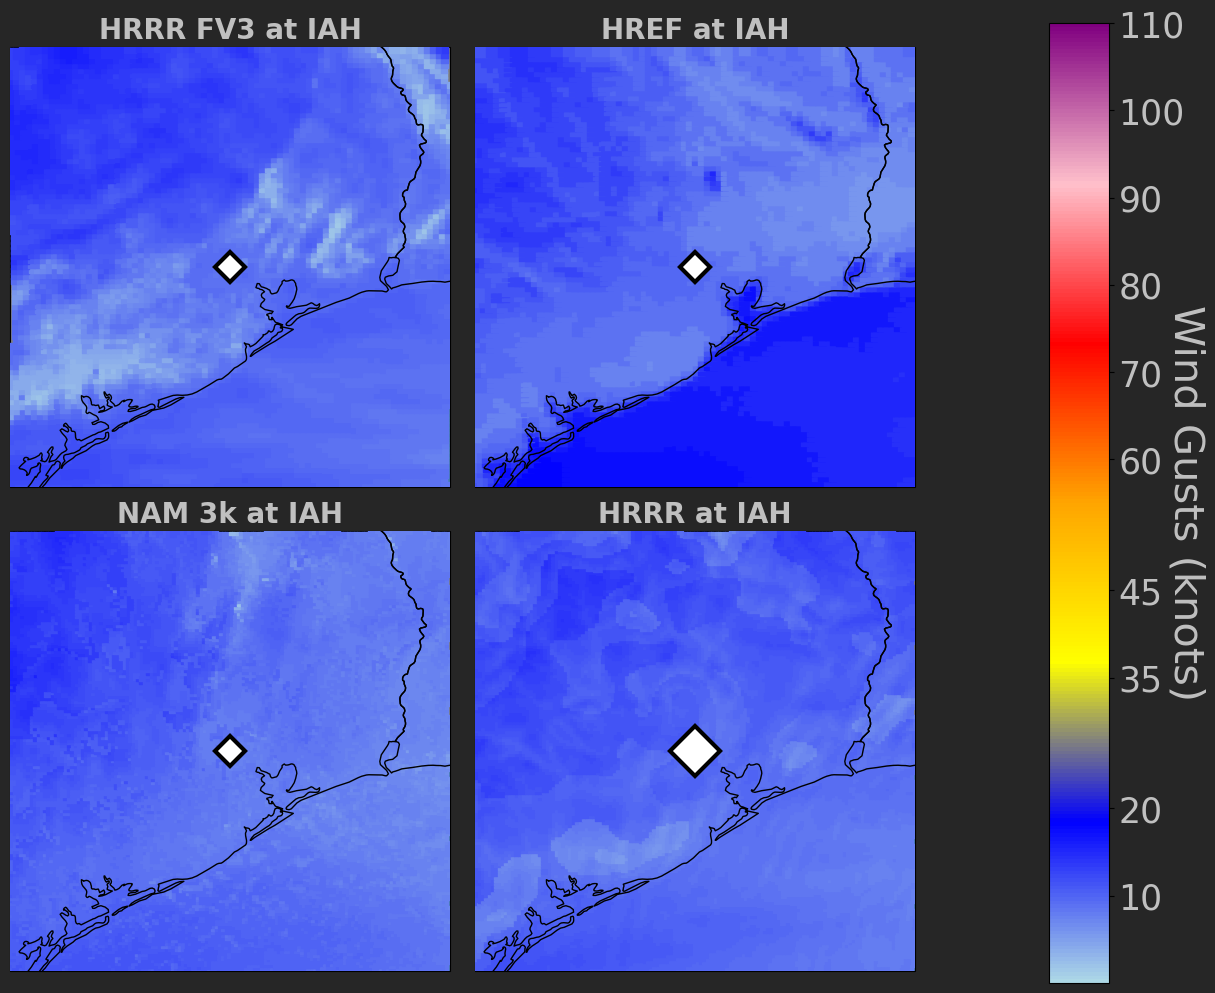 HRRR FV3 at IAH
HREF at IAH
NAM 3k at IAH
HRRR at IAH
110
100
90
80
70
60
45
35
20
10
Wind Gusts (knots)